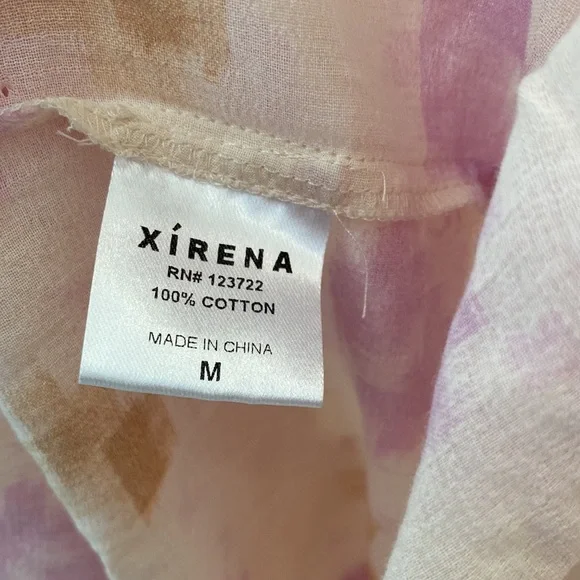 XÍRENA
RN# 123722
100% COTTON
MADE IN CHINA
M